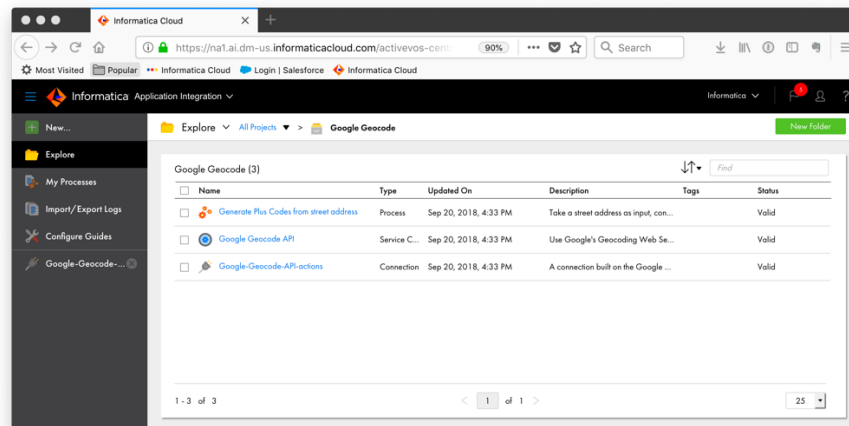 Informatica Cloud
https://na1.ai.dm-us.informaticacloud.com/activevos-cent
90%
Search
Most Visited Popular Informatica Cloud Login | Salesforce Informatica Cloud
Informatica Application Integration
Informatica
New...
Explore All Projects > Google Geocode
New Folder
Explore
My Processes
Import/Export Logs
Configure Guides
Google-Geocode-...
Google Geocode (3)
Find
Name Type Updated On Description Tags Status
Generate Plus Codes from street address Process Sep 20, 2018, 4:33 PM Take a street address as input, con... Valid
Google Geocode API Service C... Sep 20, 2018, 4:33 PM Use Google's Geocoding Web Se... Valid
Google-Geocode-API-actions Connection Sep 20, 2018, 4:33 PM A connection built on the Google ... Valid
1 - 3 of 3
< 1 of 1 >
25